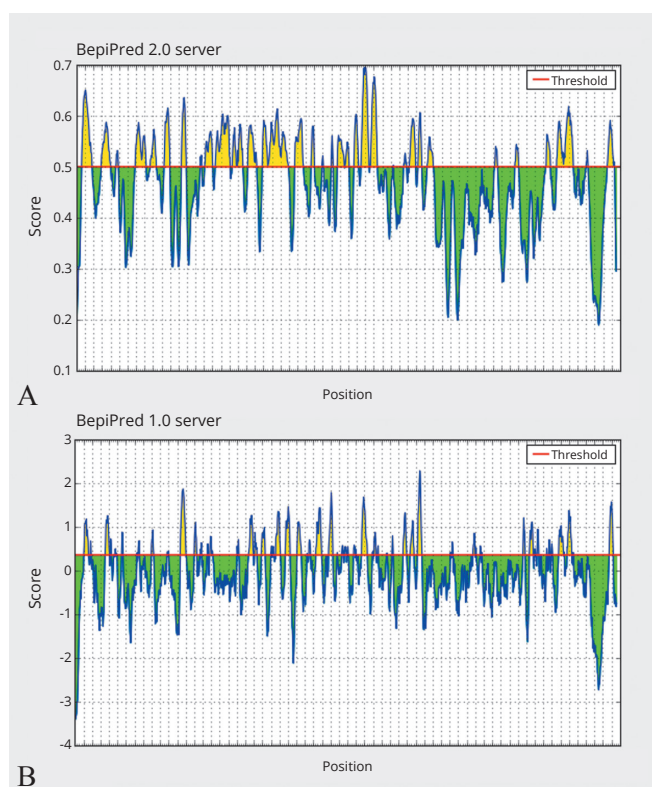 BepiPred 2.0 server
0.7
Threshold
0.6
0.5
0.4
0.3
0.2
0.1
Score
Position
A
BepiPred 1.0 server
3
Threshold
2
1
0
-1
-2
-3
-4
Score
Position
B